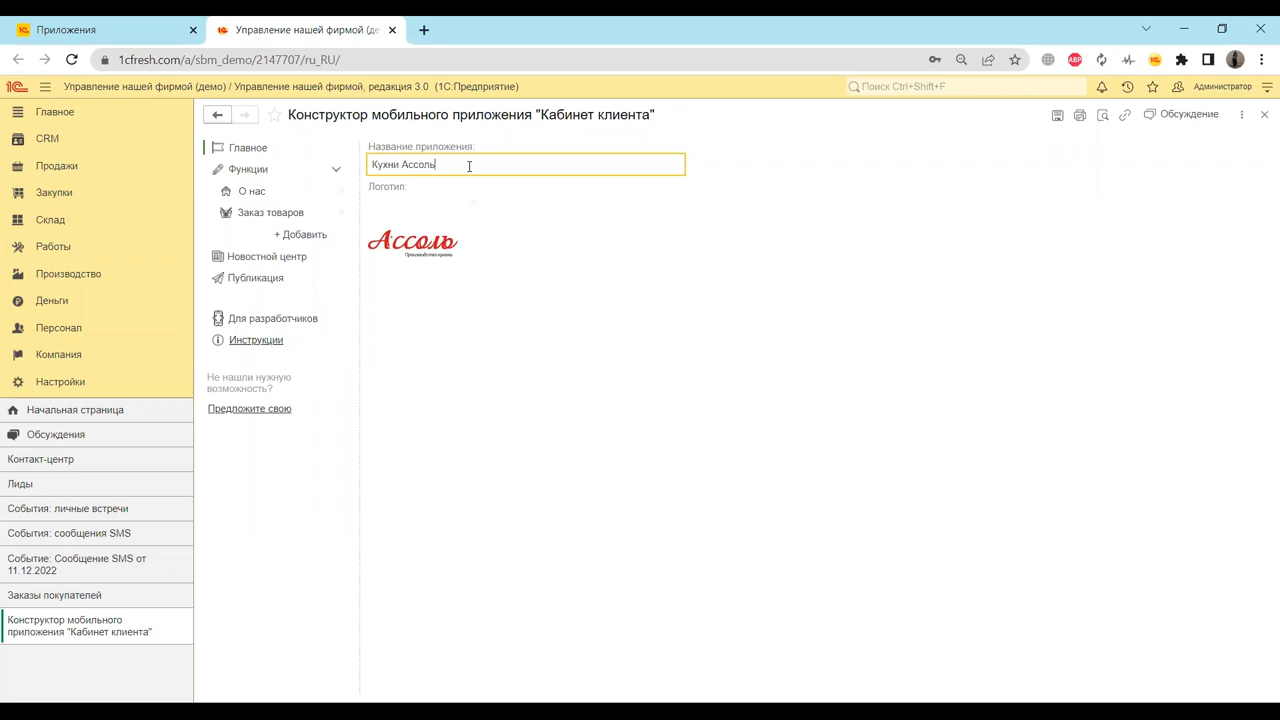 Приложения
Управление нашей фирмой (де
1cfresh.com/a/sbm_demo/2147707/ru_RU/
ABP
Управление нашей фирмой (демо) / Управление нашей фирмой, редакция 3.0 (1С:Предприятие)
Поиск Ctrl+Shift+F
Администратор
Главное
CRM
Продажи
Закупки
Склад
Работы
Производство
Деньги
Персонал
Компания
Настройки
Начальная страница
Обсуждения
Контакт-центр
Лиды
События: личные встречи
События: сообщения SMS
Событие: Сообщение SMS от
11.12.2022
Заказы покупателей
Конструктор мобильного
приложения "Кабинет клиента"
Конструктор мобильного приложения "Кабинет клиента"
Обсуждение
Главное
Функции
О нас
Заказ товаров
+ Добавить
Новостной центр
Публикация
Для разработчиков
Инструкции
Не нашли нужную
возможность?
Предложите свою
Название приложения:
Кухни Ассоль
Логотип:
Ассоль
Производство кухонь